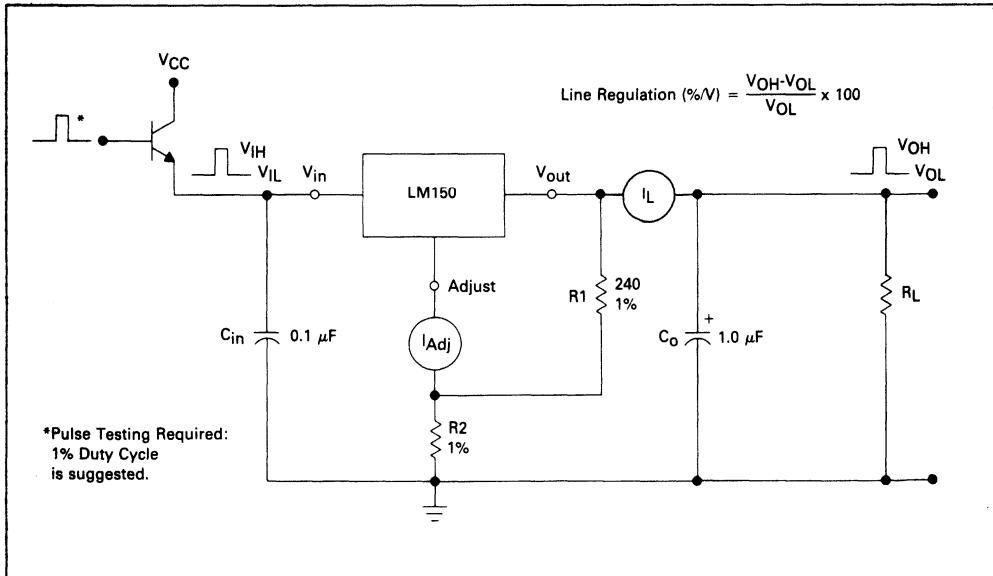 VCC
Line Regulation (%/V) = VOH-VOL / VOL x 100
*
VIH
VIL
Vin
LM150
Vout
IL
VOH
VOL
Adjust
R1
240
1%
RL
Cin
0.1 μF
IAdj
+
Co
1.0 μF
R2
1%
*Pulse Testing Required:
1% Duty Cycle
is suggested.